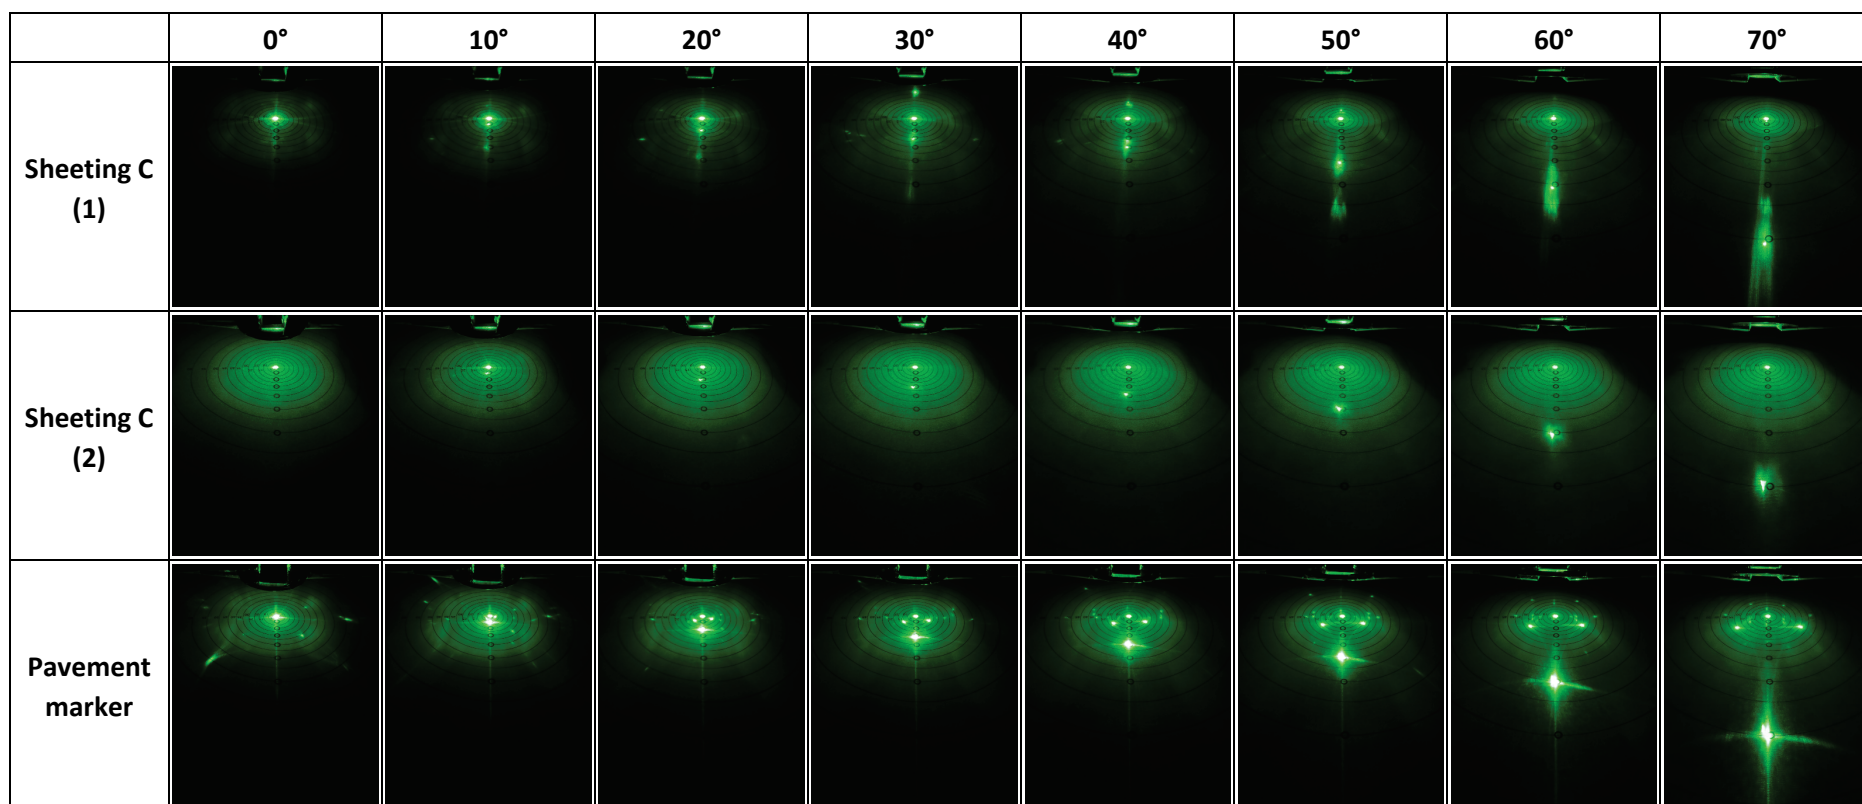 0° 10° 20° 30° 40° 50° 60° 70°
Sheeting C
(1)
Sheeting C
(2)
Pavement
marker